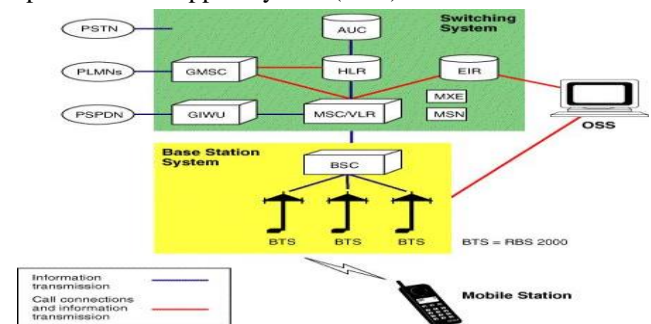 Switching
System
PSTN
AUC
PLMNs
GMSC
HLR
EIR
MXE
PSPDN
GIWU
MSC/VLR
MSN
OSS
Base Station
System
BSC
BTS BTS BTS BTS = RBS 2000
Information
transmission
Call connections
and information
transmission
Mobile Station